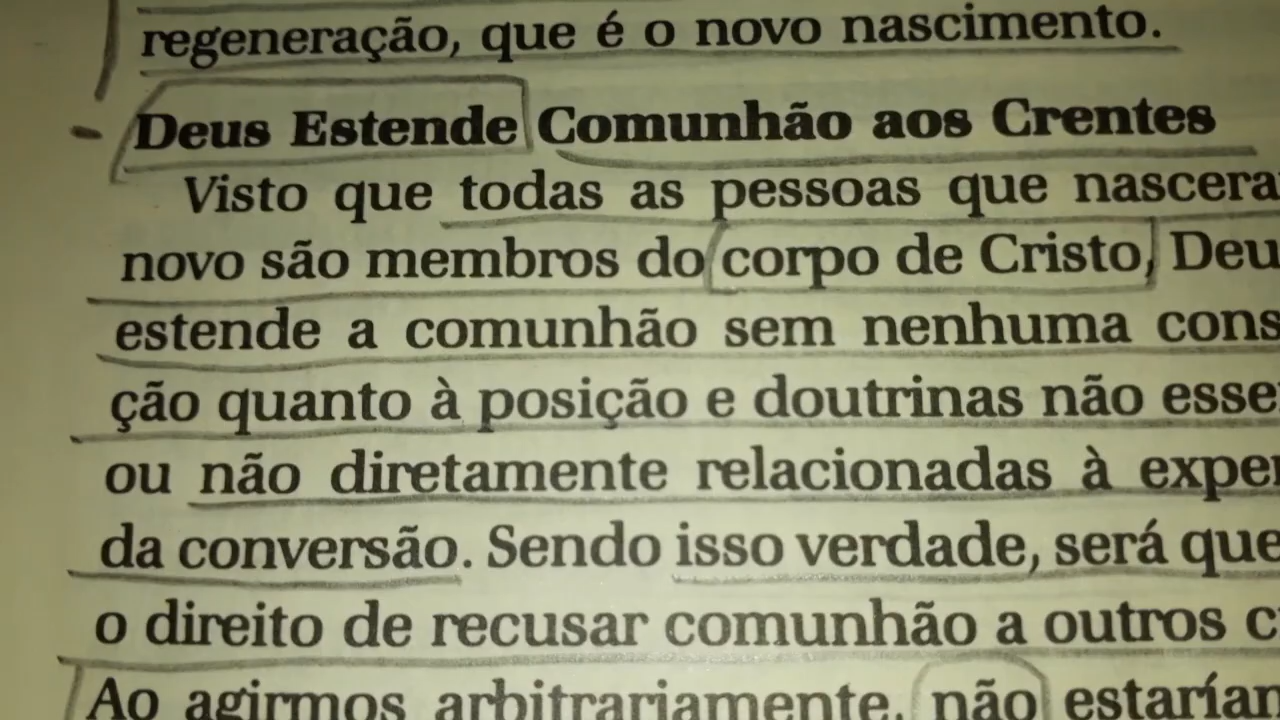 regeneração, que é o novo nascimento.
Deus Estende Comunhão aos Crentes
Visto que todas as pessoas que nascera
novo são membros do corpo de Cristo, Deu
estende a comunhão sem nenhuma cons
ção quanto à posição e doutrinas não esse
ou não diretamente relacionadas à expe
da conversão. Sendo isso verdade, será que
o direito de recusar comunhão a outros c
Ao agirmos arbitrariamente, não estarían